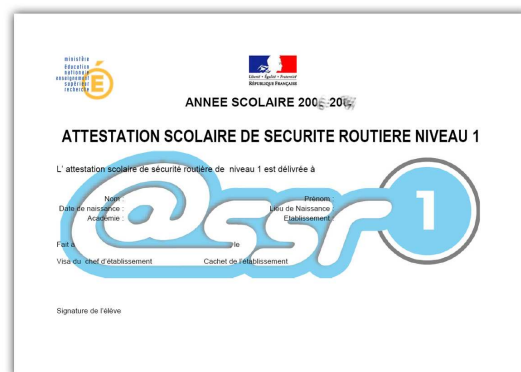 ministère
éducation
nationale
enseignement
supérieur
recherche
é
Liberté • Égalité • Fraternité
RÉPUBLIQUE FRANÇAISE
ANNEE SCOLAIRE
ATTESTATION SCOLAIRE DE SECURITE ROUTIERE NIVEAU 1
L' attestation scolaire de sécurité routière de niveau 1 est délivrée à
Nom : Prénom :
Date de naissance : Lieu de Naissance :
Académie : Etablissement :
@ssr 1
Fait à le
Visa du chef d'établissement Cachet de l'établissement
Signature de l'élève